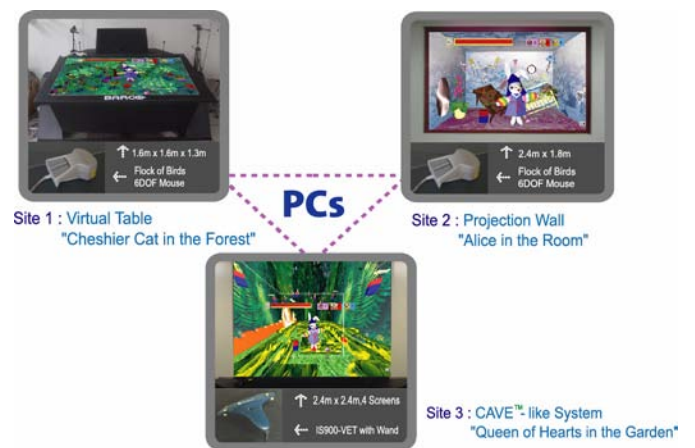 BARCO
↑ 1.6m x 1.6m x 1.3m
← Flock of Birds
6DOF Mouse
Site 1 : Virtual Table
"Cheshier Cat in the Forest"
↑ 2.4m x 1.8m
← Flock of Birds
6DOF Mouse
Site 2 : Projection Wall
"Alice in the Room"
PCs
↑ 2.4m x 2.4m,4 Screens
← IS900-VET with Wand
Site 3 : CAVE™- like System
"Queen of Hearts in the Garden"